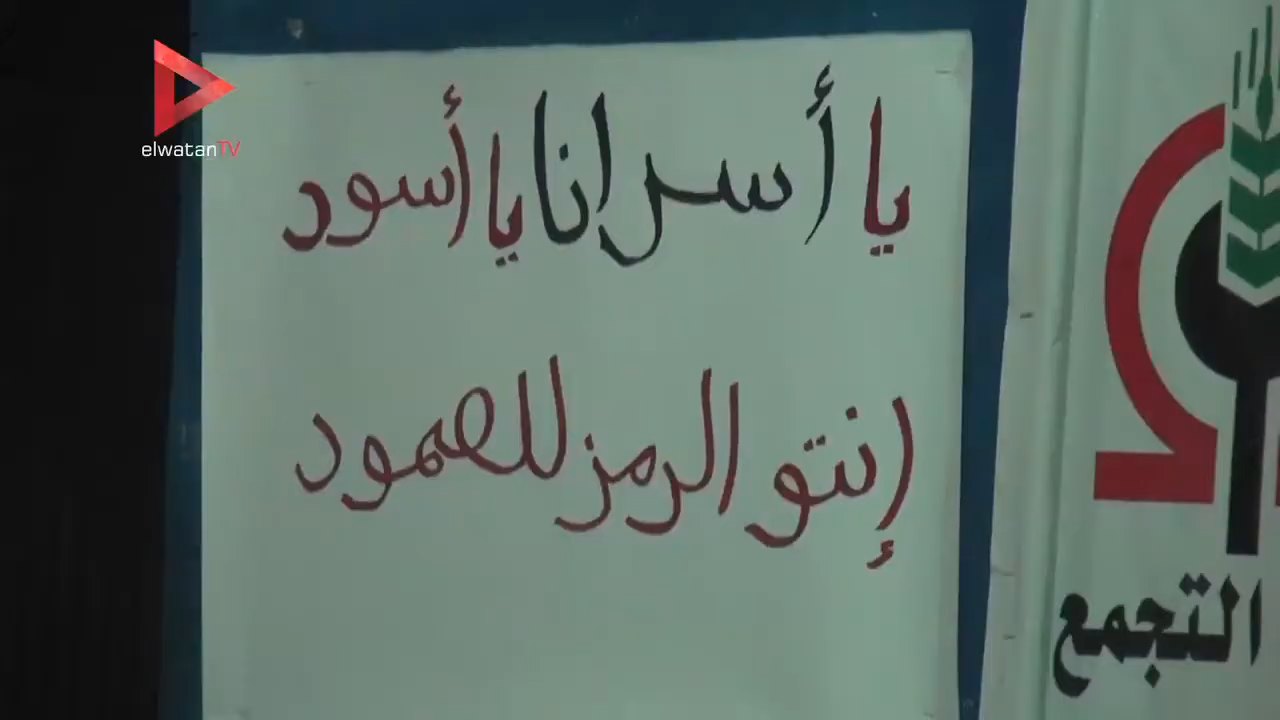 elwatanTV
يا أسرانا يا أسود
إنتو الرمز للصمود
التجمع